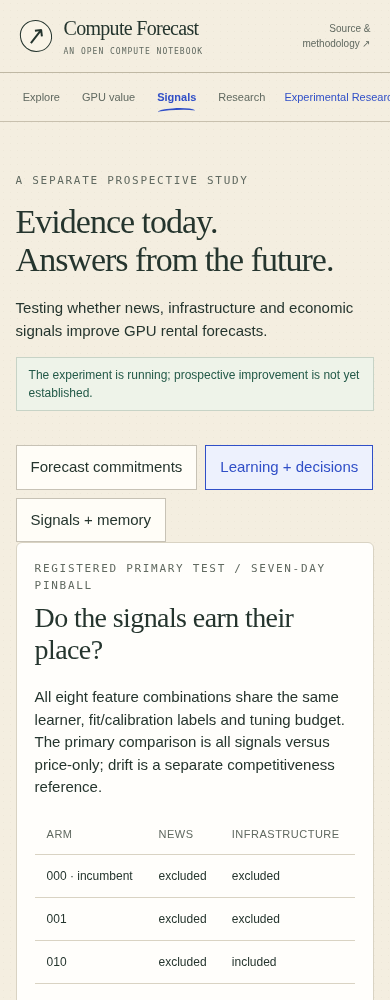 Compute Forecast
AN OPEN COMPUTE NOTEBOOK
Source &
methodology ↗
Explore GPU value Signals Research Experimental Researc
A SEPARATE PROSPECTIVE STUDY
Evidence today.
Answers from the future.
Testing whether news, infrastructure and economic
signals improve GPU rental forecasts.
The experiment is running; prospective improvement is not yet
established.
Forecast commitments Learning + decisions
Signals + memory
REGISTERED PRIMARY TEST / SEVEN-DAY
PINBALL
Do the signals earn their
place?
All eight feature combinations share the same
learner, fit/calibration labels and tuning budget.
The primary comparison is all signals versus
price-only; drift is a separate competitiveness
reference.
ARM NEWS INFRASTRUCTURE
000 · incumbent excluded excluded
001 excluded excluded
010 excluded included